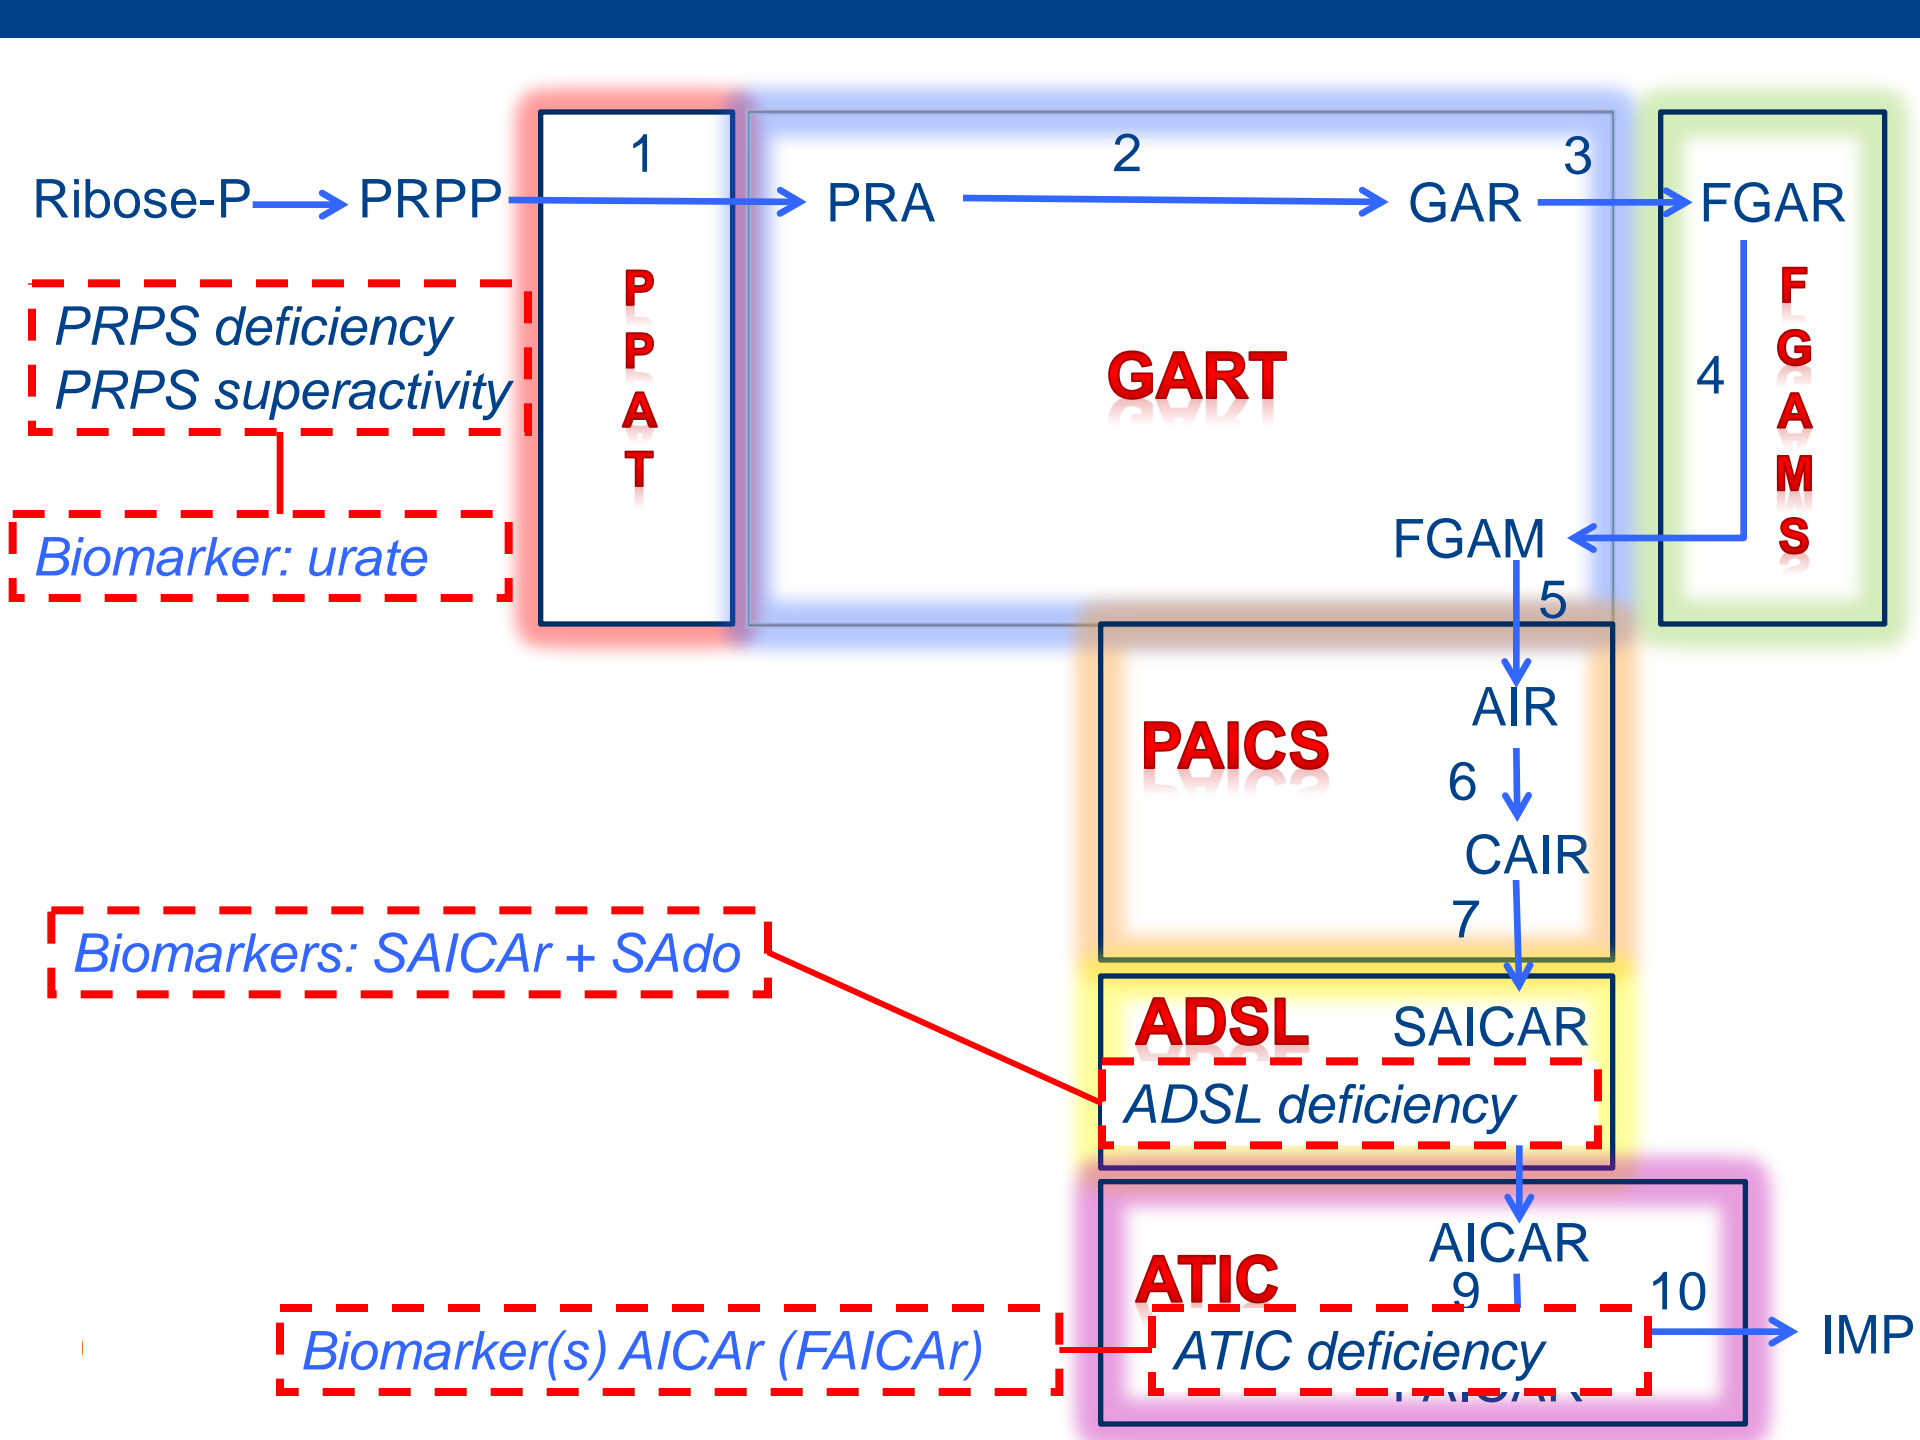 1
2
3
Ribose-P
PRPP
PRA
GAR
FGAR
PPAT
FGAMS
PRPS deficiency
PRPS superactivity
GART
4
Biomarker: urate
FGAM
5
AIR
PAICS
6
CAIR
7
Biomarkers: SAICAr + SAdo
ADSL
SAICAR
ADSL deficiency
AICAR
ATIC
9
10
IMP
Biomarker(s) AICAr (FAICAr)
ATIC deficiency